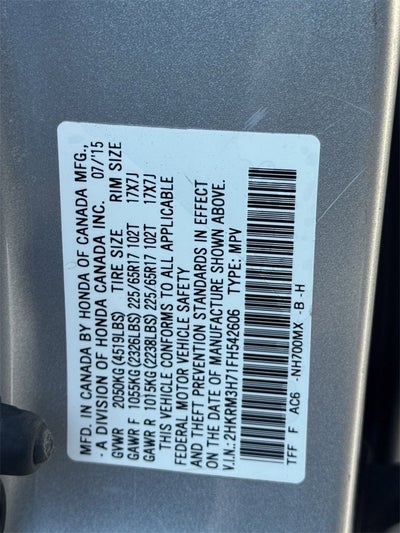 MFD. IN CANADA BY HONDA OF CANADA MFG.,
- A DIVISION OF HONDA CANADA INC. 07/'15
GVWR 2050KG (4519LBS) TIRE SIZE RIM SIZE
GAWR F 1055KG (2326LBS) 225/65R17 102T 17X7J
GAWR R 1015KG (2238LBS) 225/65R17 102T 17X7J
THIS VEHICLE CONFORMS TO ALL APPLICABLE
FEDERAL MOTOR VEHICLE SAFETY
AND THEFT PREVENTION STANDARDS IN EFFECT
ON THE DATE OF MANUFACTURE SHOWN ABOVE.
V.I.N.: 2HKRM3H71FH542606 TYPE: MPV
TFF F AC6 -NH700MX -B -H